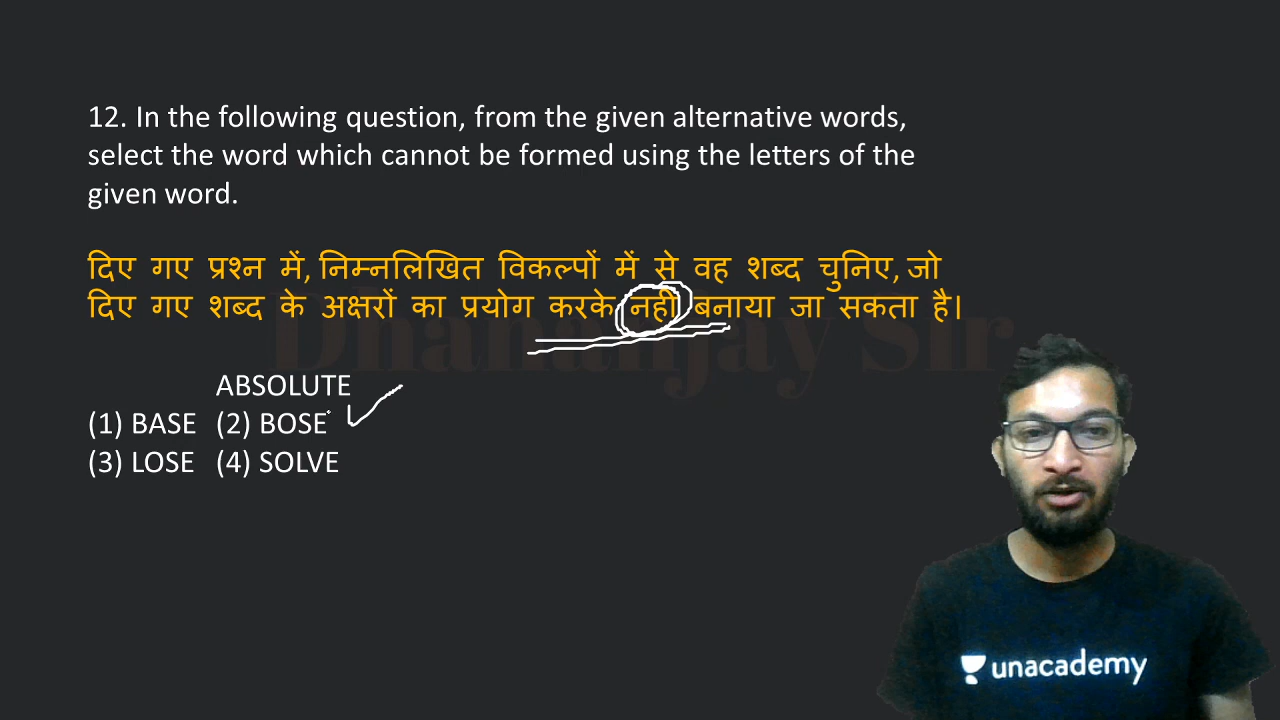 12. In the following question, from the given alternative words,
select the word which cannot be formed using the letters of the
given word.
दिए गए प्रश्न में, निम्नलिखित विकल्पों में से वह शब्द चुनिए, जो
दिए गए शब्द के अक्षरों का प्रयोग करके नहीं बनाया जा सकता है।
Dhananjay Sir
ABSOLUTE
(1) BASE (2) BOSE
(3) LOSE (4) SOLVE
unacademy